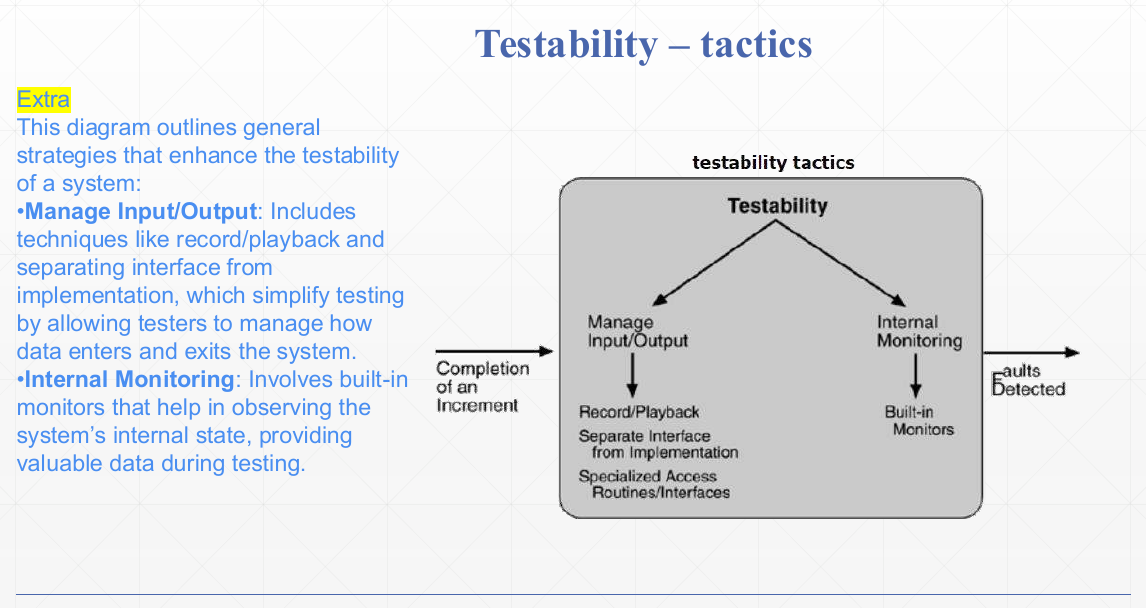 Testability – tactics
Extra
This diagram outlines general
strategies that enhance the testability
of a system:
•Manage Input/Output: Includes
techniques like record/playback and
separating interface from
implementation, which simplify testing
by allowing testers to manage how
data enters and exits the system.
•Internal Monitoring: Involves built-in
monitors that help in observing the
system’s internal state, providing
valuable data during testing.
testability tactics
Testability
Completion
of an
Increment
Manage
Input/Output
Record/Playback
Separate Interface
from Implementation
Specialized Access
Routines/Interfaces
Internal
Monitoring
Built-in
Monitors
Faults
Detected